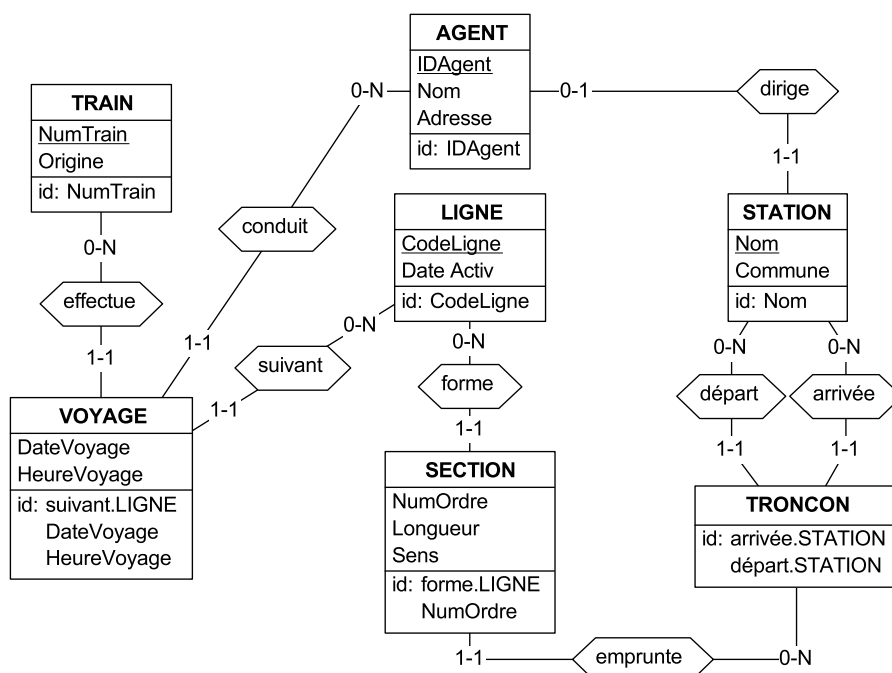 AGENT
IDAgent
Nom
Adresse
id: IDAgent
0-N
0-1
dirige
1-1
TRAIN
NumTrain
Origine
id: NumTrain
0-N
effectue
1-1
conduit
1-1
LIGNE
CodeLigne
Date Activ
id: CodeLigne
0-N
suivant
1-1
0-N
forme
1-1
STATION
Nom
Commune
id: Nom
0-N
0-N
départ
arrivée
1-1
1-1
VOYAGE
DateVoyage
HeureVoyage
id: suivant.LIGNE
DateVoyage
HeureVoyage
SECTION
NumOrdre
Longueur
Sens
id: forme.LIGNE
NumOrdre
TRONCON
id: arrivée.STATION
départ.STATION
1-1
emprunte
0-N